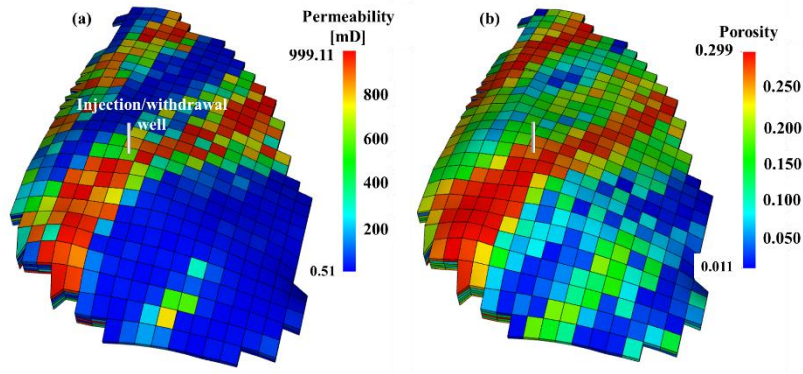 (a)
Permeability
[mD]
999.11
800
600
400
200
0.51
Injection/withdrawal
well
(b)
Porosity
0.299
0.250
0.200
0.150
0.100
0.050
0.011